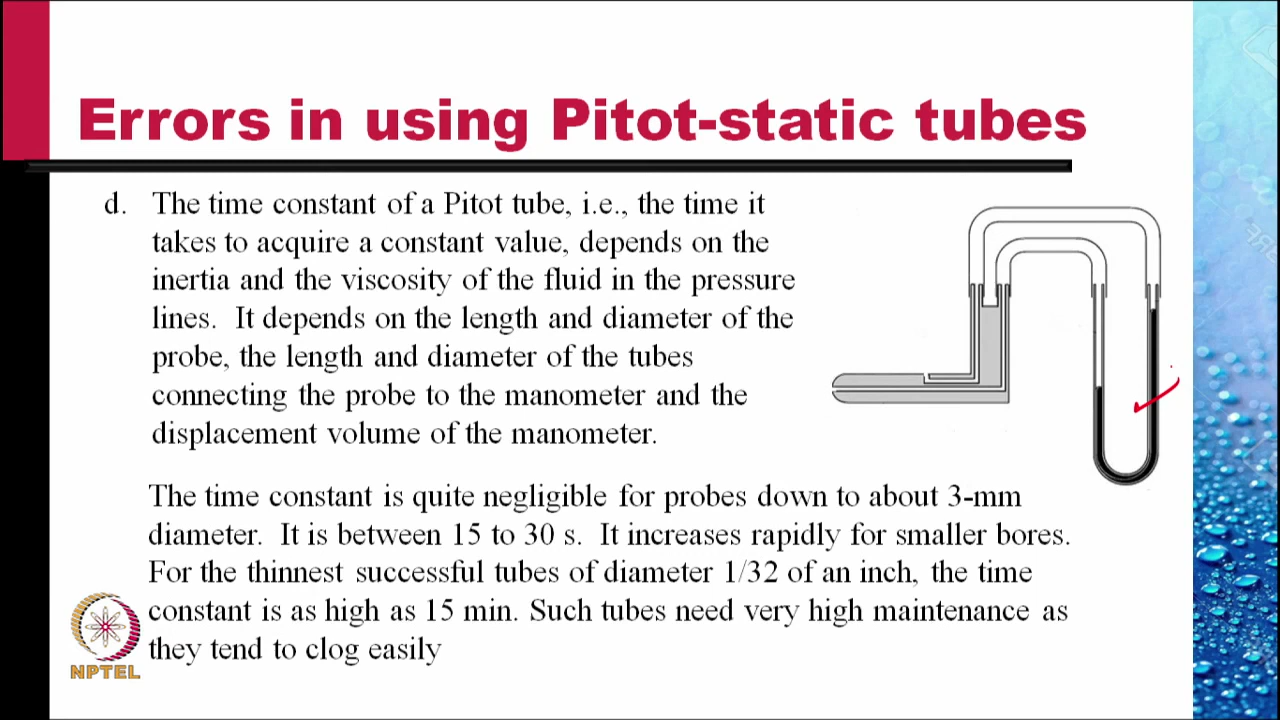 Errors in using Pitot-static tubes
d. The time constant of a Pitot tube, i.e., the time it
takes to acquire a constant value, depends on the
inertia and the viscosity of the fluid in the pressure
lines. It depends on the length and diameter of the
probe, the length and diameter of the tubes
connecting the probe to the manometer and the
displacement volume of the manometer.
The time constant is quite negligible for probes down to about 3-mm
diameter. It is between 15 to 30 s. It increases rapidly for smaller bores.
For the thinnest successful tubes of diameter 1/32 of an inch, the time
constant is as high as 15 min. Such tubes need very high maintenance as
they tend to clog easily
NPTEL